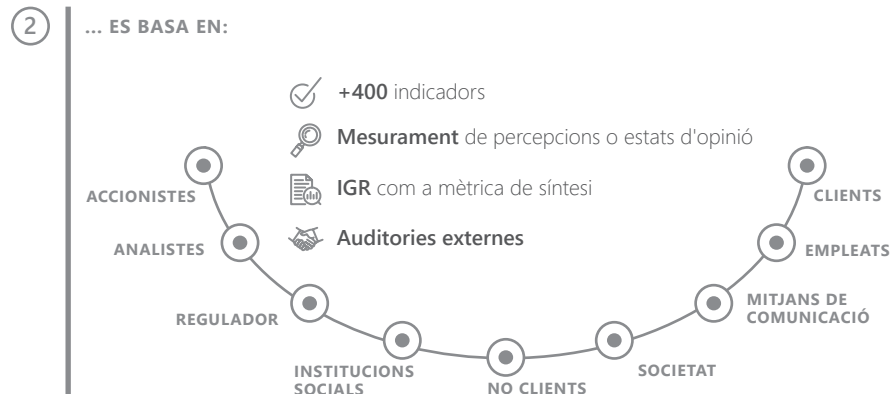 2
... ES BASA EN:
+400 indicadors
Mesurament de percepcions o estats d'opinió
IGR com a mètrica de síntesi
Auditories externes
ACCIONISTES
ANALISTES
REGULADOR
INSTITUCIONS
SOCIALS
NO CLIENTS
SOCIETAT
MITJANS DE
COMUNICACIÓ
EMPLEATS
CLIENTS